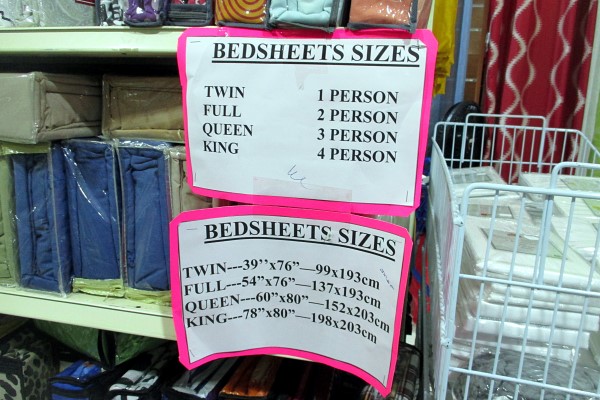 BEDSHEETS SIZES
TWIN 1 PERSON
FULL 2 PERSON
QUEEN 3 PERSON
KING 4 PERSON
BEDSHEETS SIZES
TWIN---39’’x76”—99x193cm
FULL---54”x76”—137x193cm
QUEEN---60”x80”—152x203cm
KING---78”x80”—198x203cm